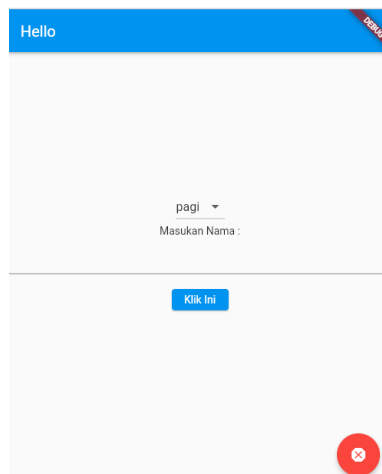 Hello
DEBUG
pagi
Masukan Nama :
Klik Ini